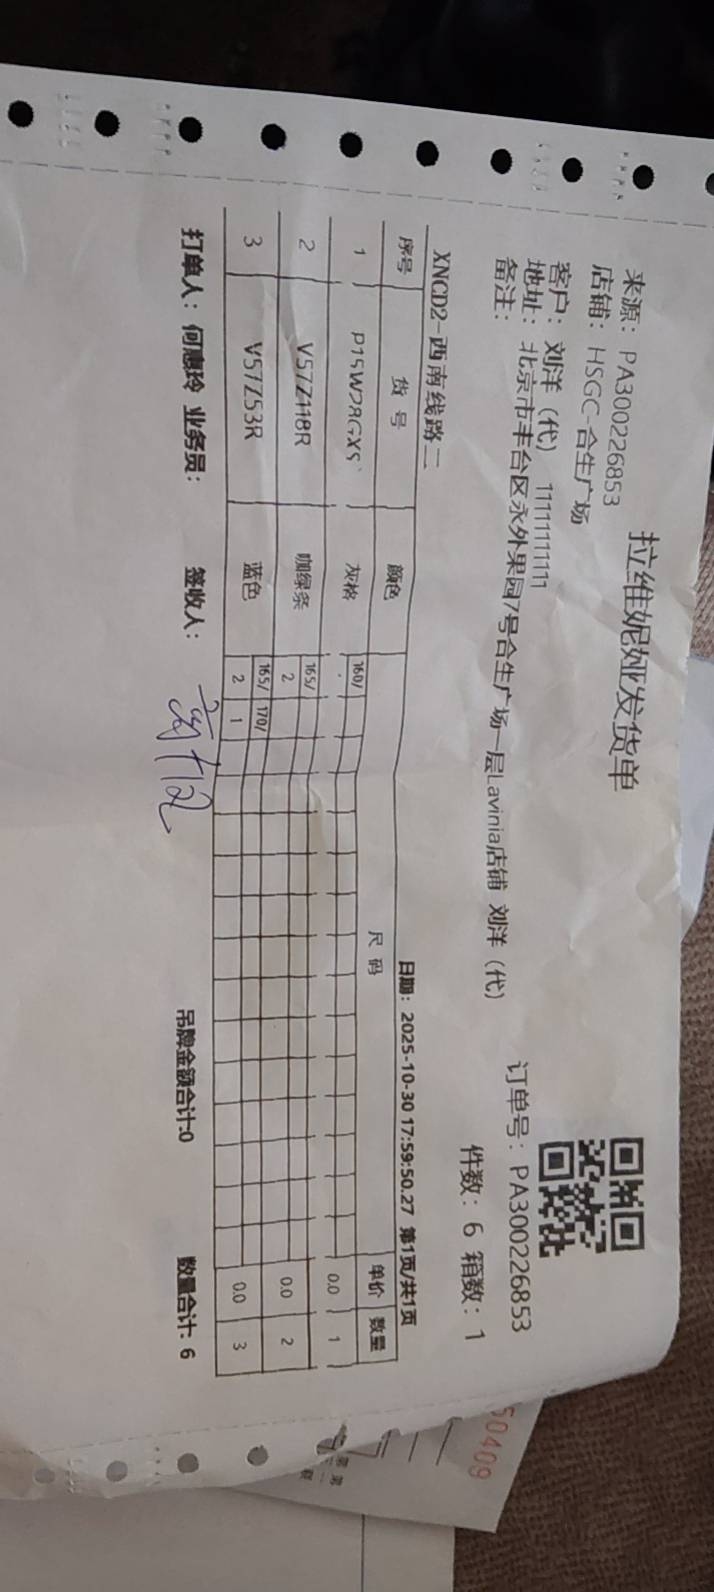 拉维妮娅发货单
来源：PA300226853
店铺：HSGC-合生广场
客户：刘洋（代） 11111111111
订单号：PA300226853
地址：北京市丰台区永外果园7号合生广场一层Lavinia店铺 刘洋（代）
备注：
件数：6 箱数：1
XNCD2-西南线路二
日期：2025-10-30 17:59:50.27 第1页/共1页
序号 货号 颜色 尺码 单价 数量
160/
1 P15W28GXS 灰格 0.0 1
165/
2 V57Z118R 咖绿条 2 0.0 2
165/ 170/
3 V57Z53R 蓝色 2 1 0.0 3
打单人：何惠玲 业务员： 签收人： 吊牌金额合计:0 数量合计: 6
50409